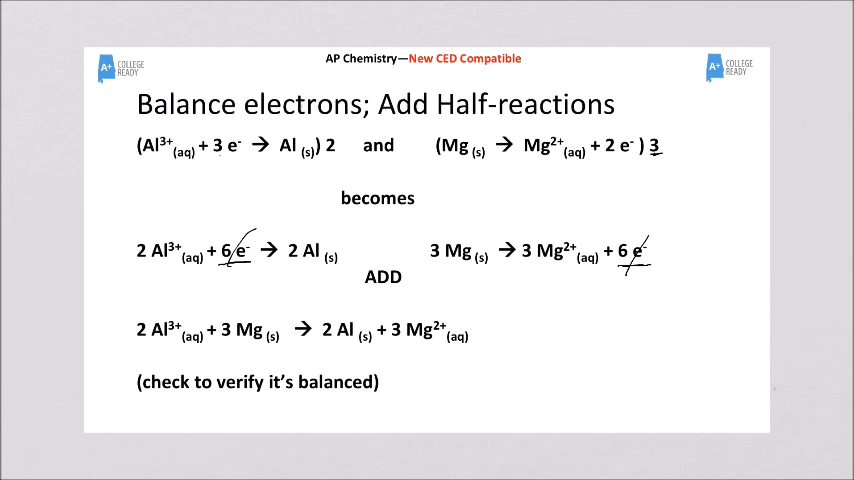 AP Chemistry—New CED Compatible
A+ COLLEGE READY
A+ COLLEGE READY
Balance electrons; Add Half-reactions
(Al³⁺(aq) + 3 e⁻ → Al (s)) 2 and (Mg (s) → Mg²⁺(aq) + 2 e⁻ ) 3
becomes
2 Al³⁺(aq) + 6 e⁻ → 2 Al (s) 3 Mg (s) → 3 Mg²⁺(aq) + 6 e⁻
ADD
2 Al³⁺(aq) + 3 Mg (s) → 2 Al (s) + 3 Mg²⁺(aq)
(check to verify it's balanced)